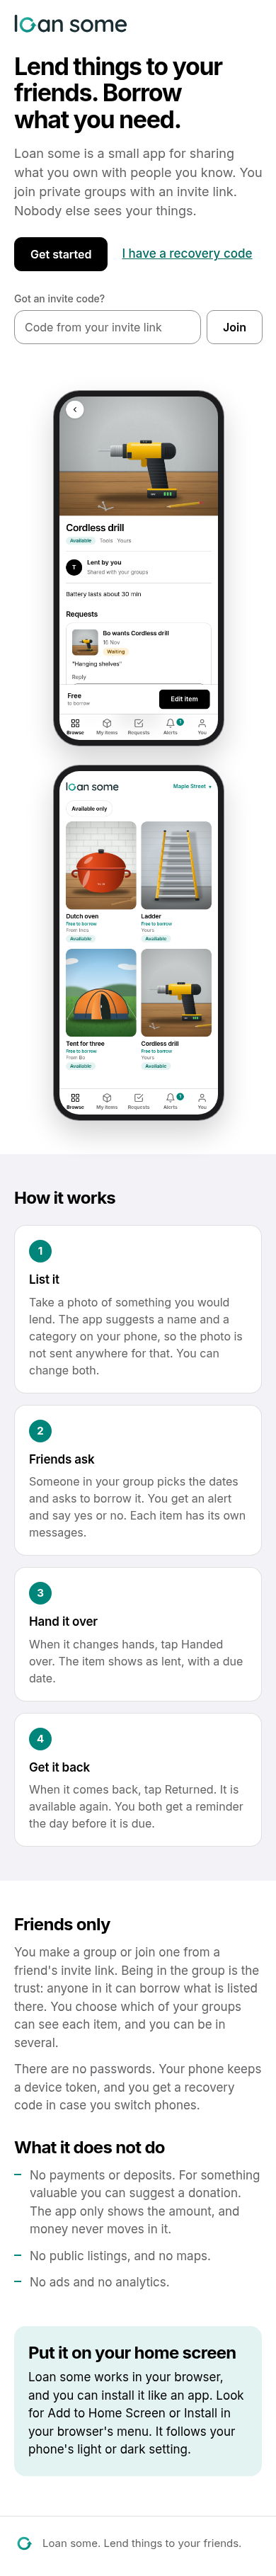 loan some
Lend things to your
friends. Borrow
what you need.
Loan some is a small app for sharing
what you own with people you know. You
join private groups with an invite link.
Nobody else sees your things.
Get started
I have a recovery code
Got an invite code?
Code from your invite link
Join
Cordless drill
Available Tools Yours
T
Lent by you
Shared with your groups
Battery lasts about 30 min
Requests
Bo wants Cordless drill
10 Nov
Waiting
"Hanging shelves"
Reply
Free
to borrow
Edit item
Browse My items Requests Alerts You
loan some
Maple Street
Available only
Dutch oven
Free to borrow
From Inou
Available
Ladder
Free to borrow
Yours
Available
Tent for three
Free to borrow
From Bo
Available
Cordless drill
Free to borrow
Yours
Available
Browse My items Requests Alerts You
How it works
1
List it
Take a photo of something you would
lend. The app suggests a name and a
category on your phone, so the photo is
not sent anywhere for that. You can
change both.
2
Friends ask
Someone in your group picks the dates
and asks to borrow it. You get an alert
and say yes or no. Each item has its own
messages.
3
Hand it over
When it changes hands, tap Handed
over. The item shows as lent, with a due
date.
4
Get it back
When it comes back, tap Returned. It is
available again. You both get a reminder
the day before it is due.
Friends only
You make a group or join one from a
friend's invite link. Being in the group is the
trust: anyone in it can borrow what is listed
there. You choose which of your groups
can see each item, and you can be in
several.
There are no passwords. Your phone keeps
a device token, and you get a recovery
code in case you switch phones.
What it does not do
No payments or deposits. For something
valuable you can suggest a donation.
The app only shows the amount, and
money never moves in it.
No public listings, and no maps.
No ads and no analytics.
Put it on your home screen
Loan some works in your browser,
and you can install it like an app. Look
for Add to Home Screen or Install in
your browser's menu. It follows your
phone's light or dark setting.
Loan some. Lend things to your friends.